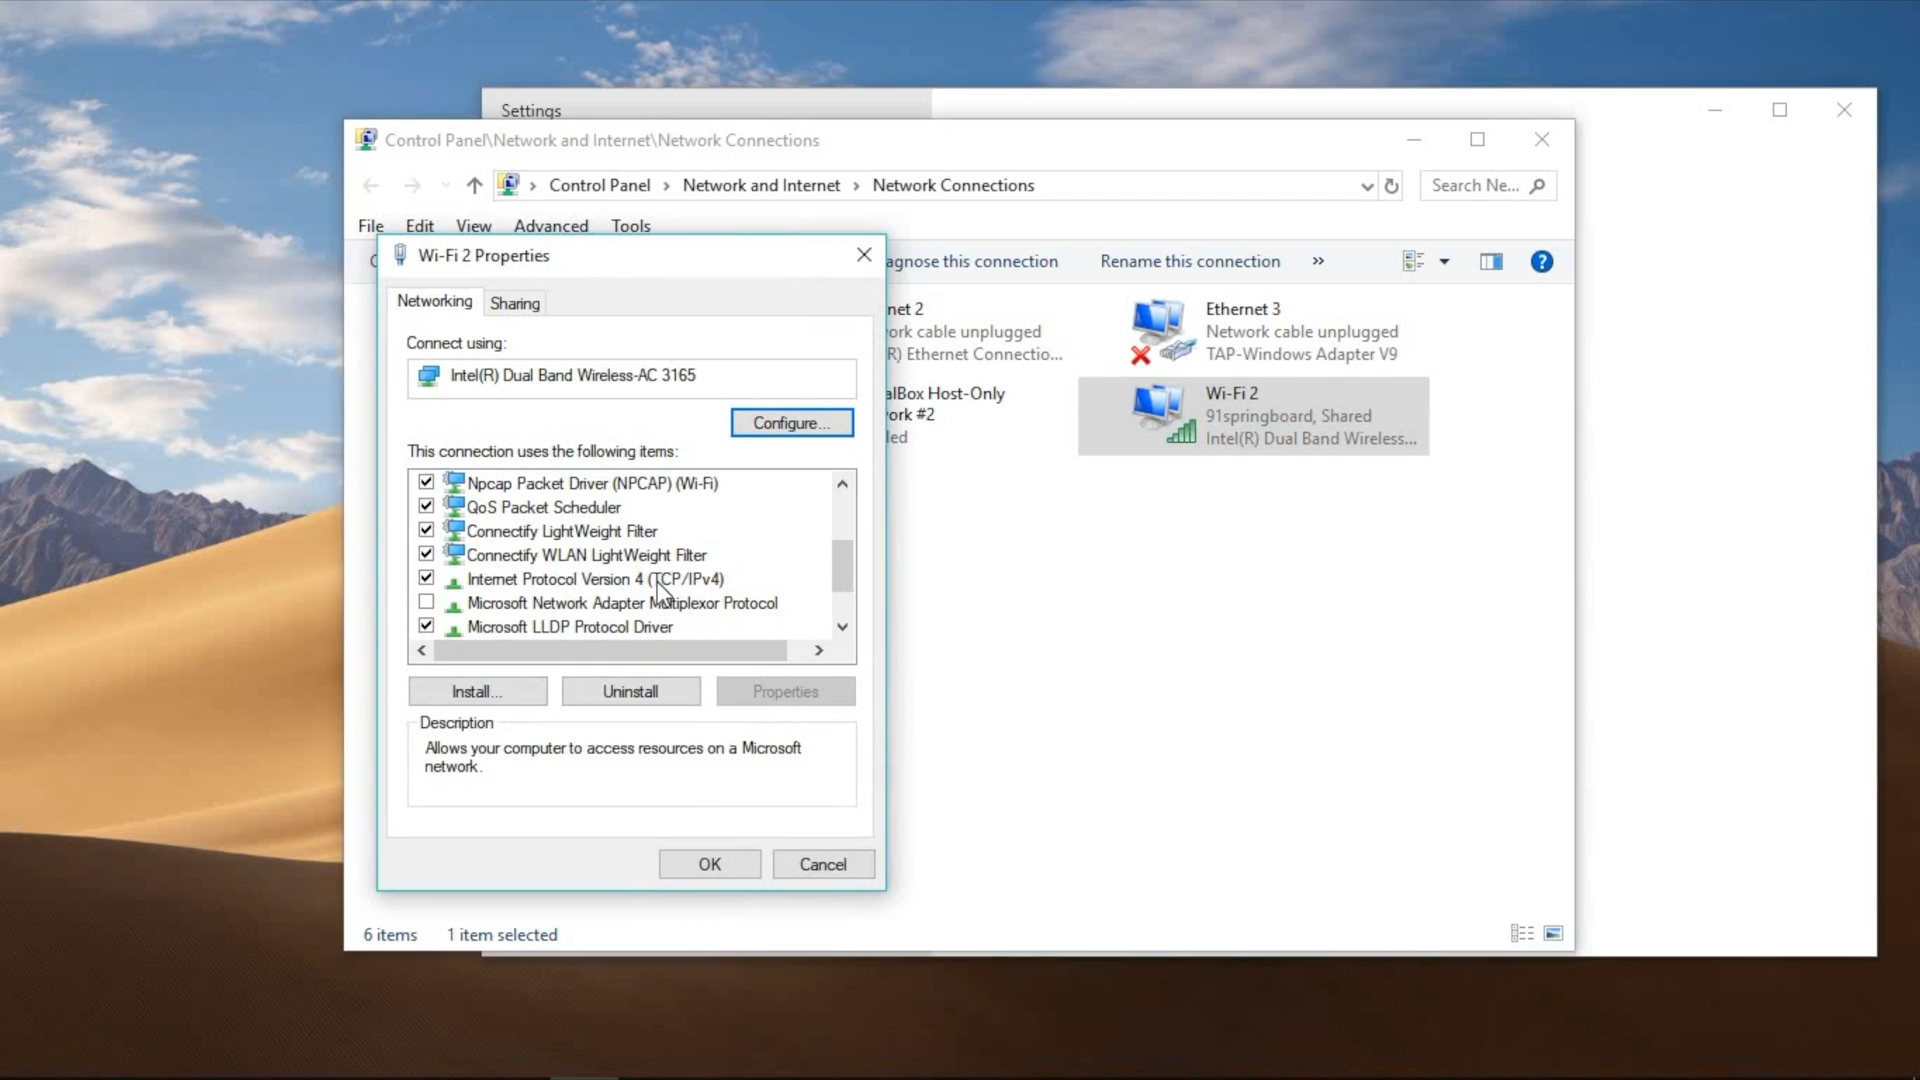 Settings
Control Panel\Network and Internet\Network Connections
Control Panel > Network and Internet > Network Connections
Search Ne...
File Edit View Advanced Tools
Wi-Fi 2 Properties
agnose this connection Rename this connection »
Networking Sharing
Connect using:
Intel(R) Dual Band Wireless-AC 3165
Configure...
This connection uses the following items:
Npcap Packet Driver (NPCAP) (Wi-Fi)
QoS Packet Scheduler
Connectify LightWeight Filter
Connectify WLAN LightWeight Filter
Internet Protocol Version 4 (TCP/IPv4)
Microsoft Network Adapter Multiplexor Protocol
Microsoft LLDP Protocol Driver
Install... Uninstall Properties
Description
Allows your computer to access resources on a Microsoft
network.
OK Cancel
net 2
ork cable unplugged
R) Ethernet Connectio...
Ethernet 3
Network cable unplugged
TAP-Windows Adapter V9
alBox Host-Only
ork #2
led
Wi-Fi 2
91springboard, Shared
Intel(R) Dual Band Wireless...
6 items 1 item selected